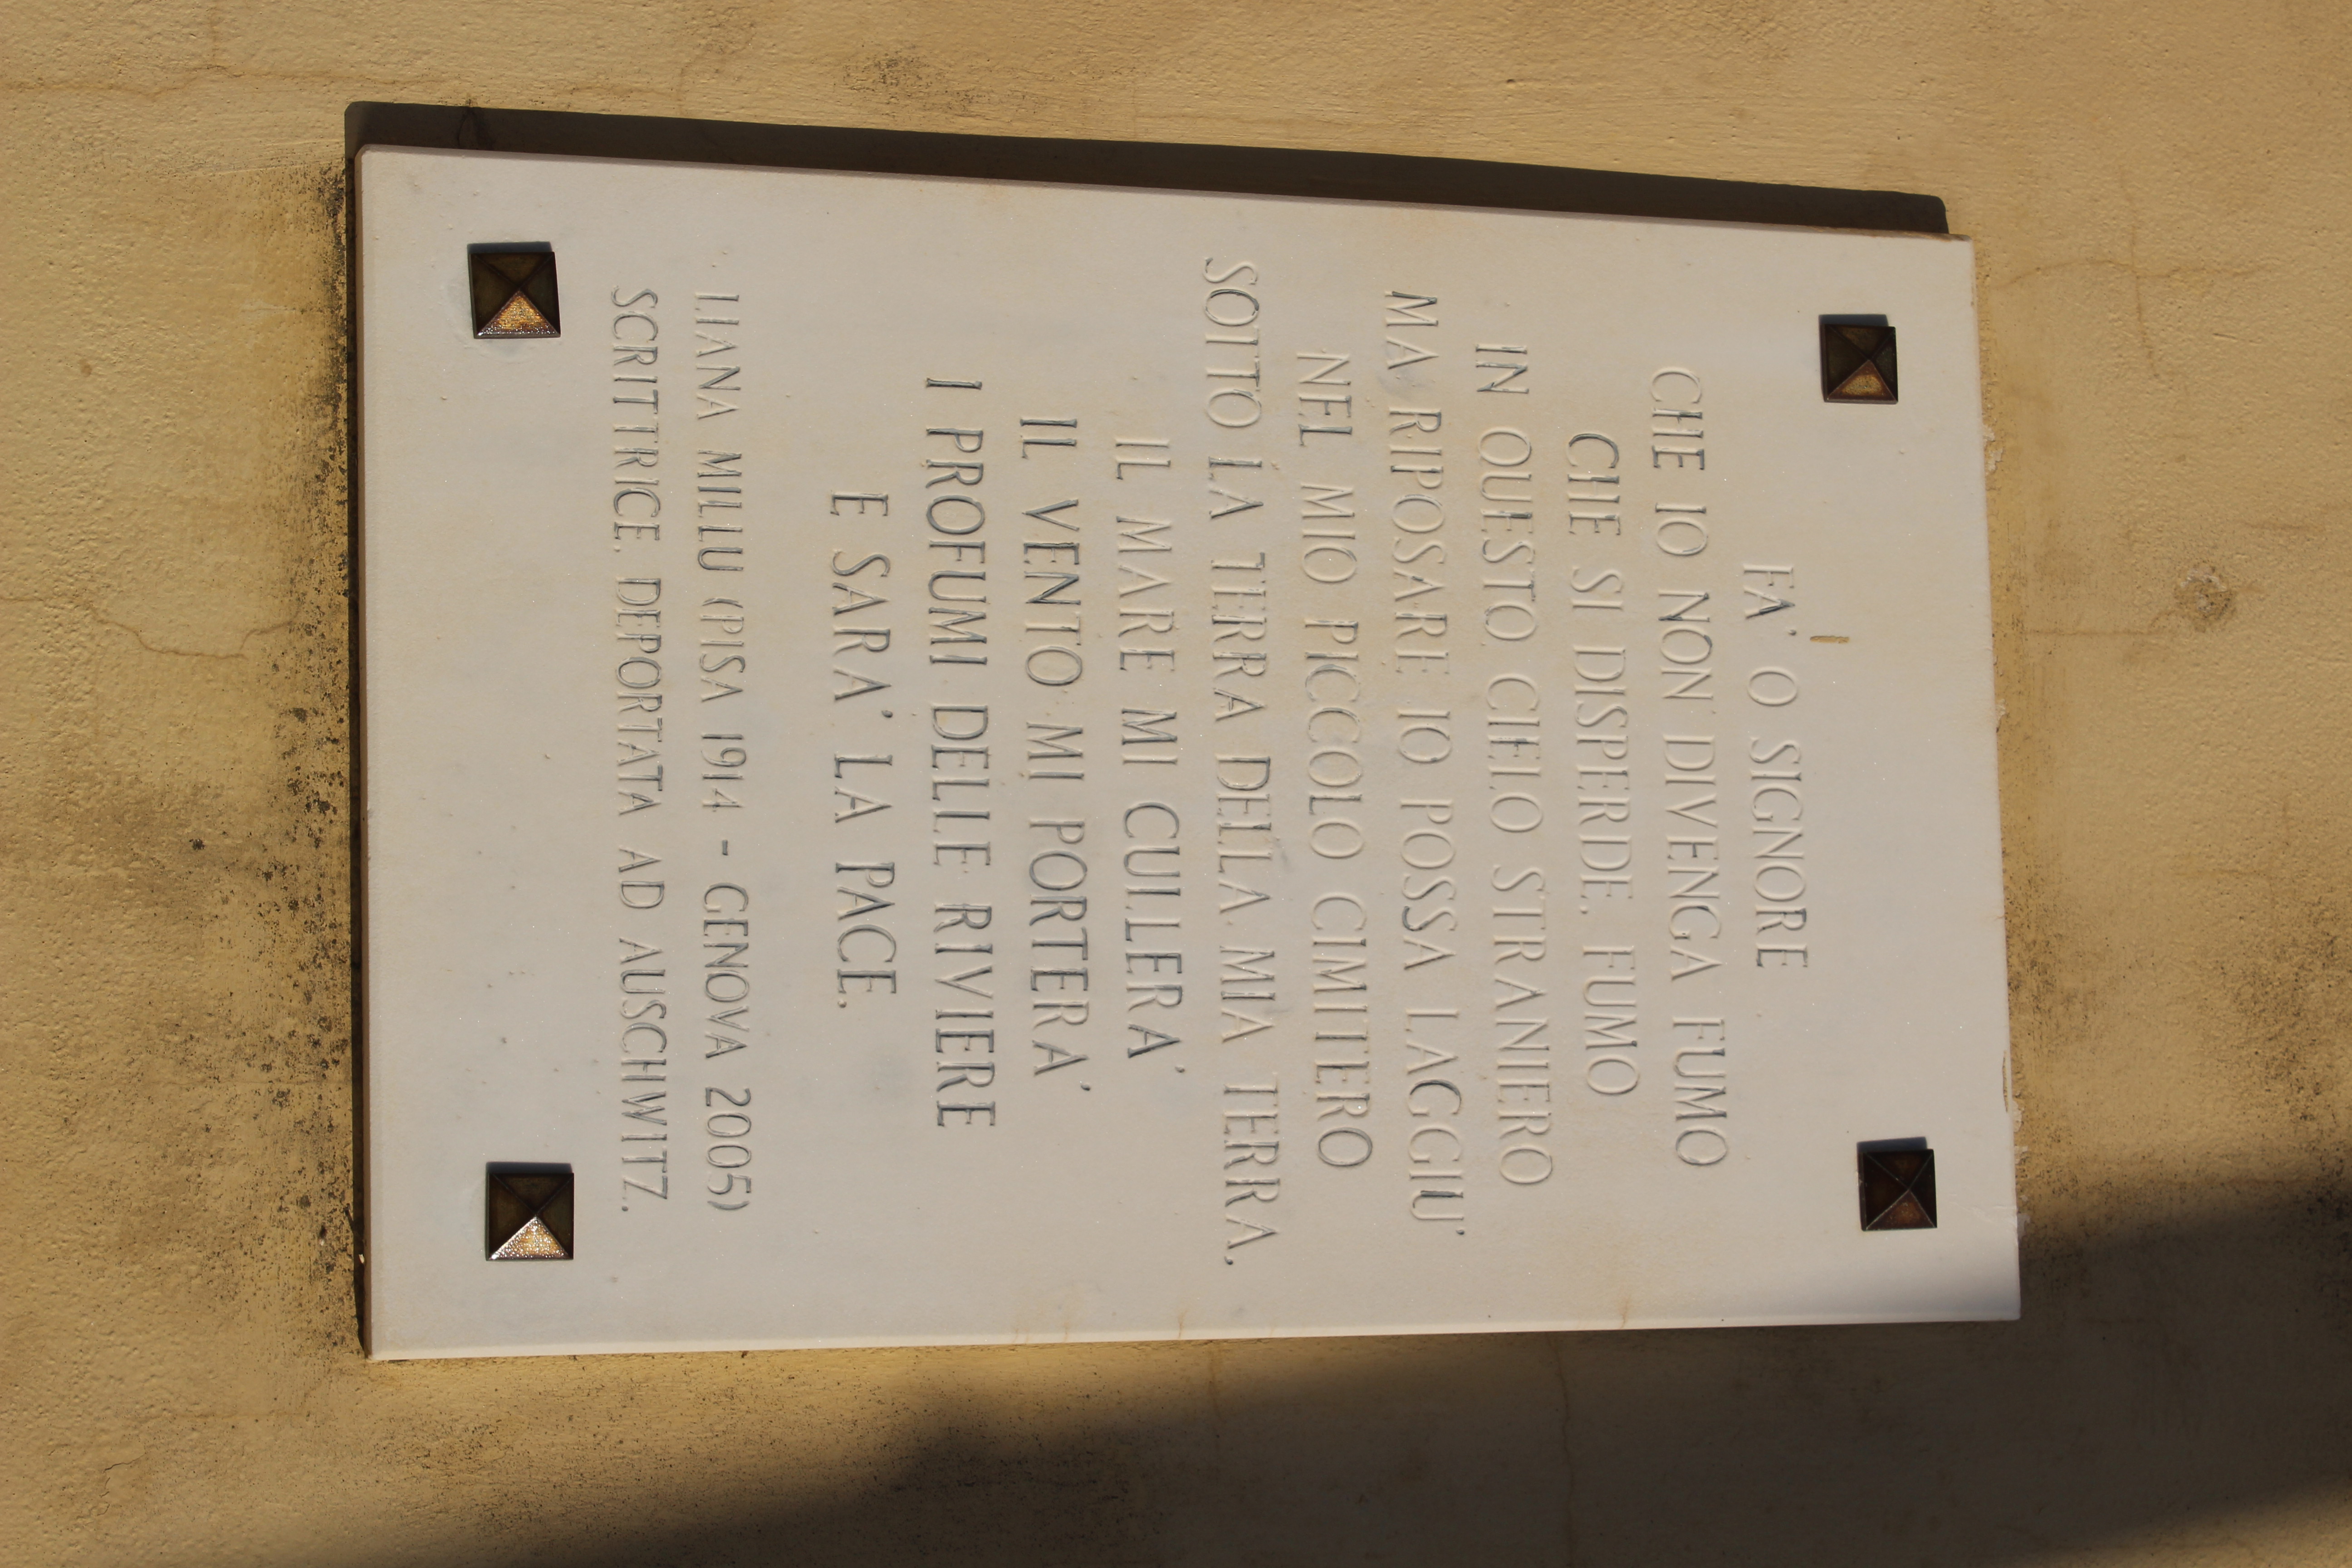 FA' O SIGNORE
CHE IO NON DIVENGA FUMO
CHE SI DISPERDE, FUMO
IN QUESTO CIELO STRANIERO
MA RIPOSARE IO POSSA LAGGIU'
NEL MIO PICCOLO CIMITERO
SOTTO LA TERRA DELLA MIA TERRA,
IL MARE MI CULLERA'
IL VENTO MI PORTERA'
I PROFUMI DELLE RIVIERE
E SARA' LA PACE.
LIANA MILLU (PISA 1914 - GENOVA 2005)
SCRITTRICE, DEPORTATA AD AUSCHWITZ.